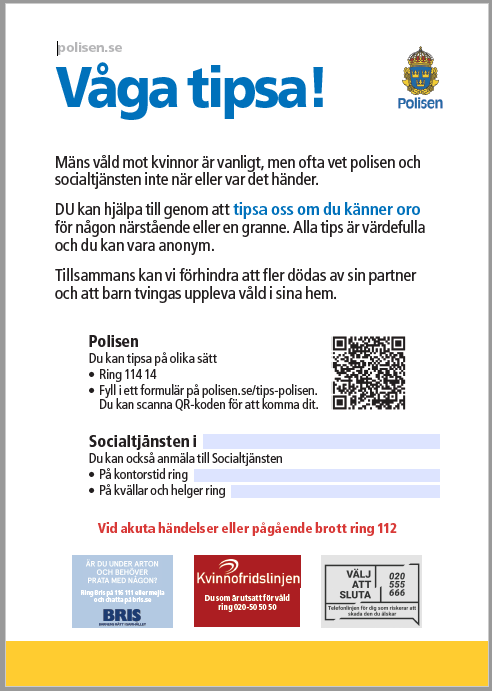 polisen.se
Våga tipsa!
Polisen
Mäns våld mot kvinnor är vanligt, men ofta vet polisen och
socialtjänsten inte när eller var det händer.
DU kan hjälpa till genom att tipsa oss om du känner oro
för någon närstående eller en granne. Alla tips är värdefulla
och du kan vara anonym.
Tillsammans kan vi förhindra att fler dödas av sin partner
och att barn tvingas uppleva våld i sina hem.
Polisen
Du kan tipsa på olika sätt
• Ring 114 14
• Fyll i ett formulär på polisen.se/tips-polisen.
Du kan scanna QR-koden för att komma dit.
Socialtjänsten i
Du kan också anmäla till Socialtjänsten
• På kontorstid ring
• På kvällar och helger ring
Vid akuta händelser eller pågående brott ring 112
ÄR DU UNDER ARTON
OCH BEHÖVER
PRATA MED NÅGON?
Ring Bris på 116 111 eller mejla
och chatta på bris.se
BRIS
BARNENS RÄTT I SAMHÄLLET
Kvinnofridslinjen
Du som är utsatt för våld
ring 020-50 50 50
VÄLJ
ATT
SLUTA
020
555
666
Telefonlinjen för dig som riskerar att
skada den du älskar